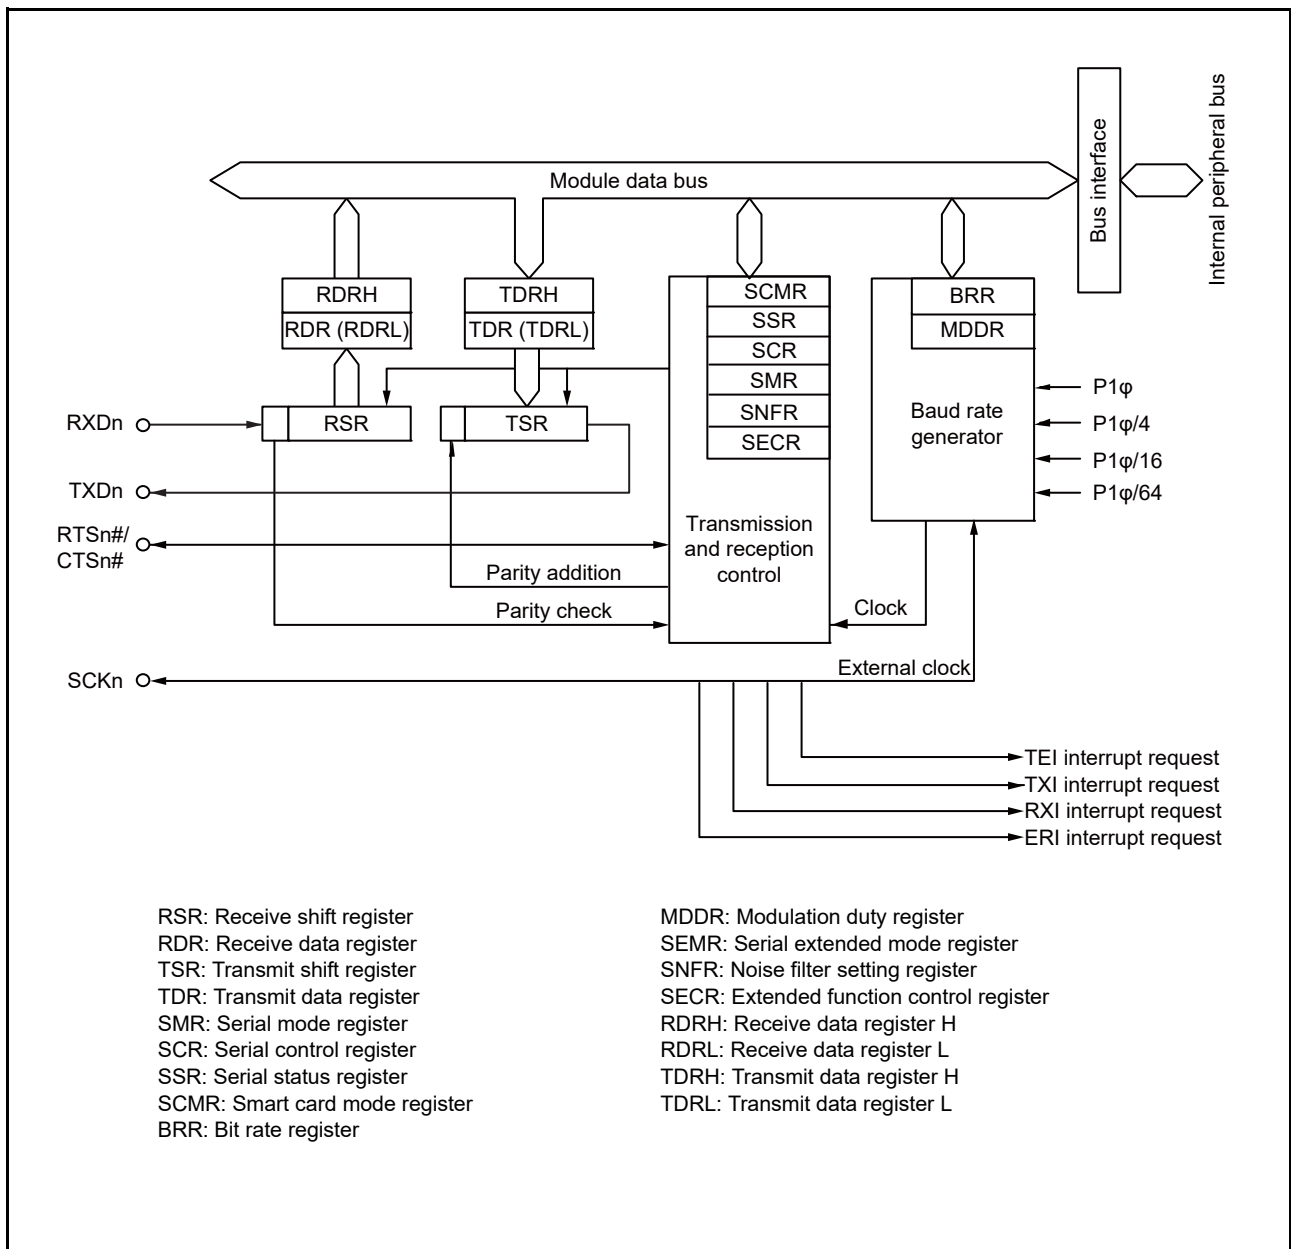 Internal peripheral bus
Bus interface
Module data bus
RDRH
TDRH
SCMR
BRR
RDR (RDRL)
TDR (TDRL)
SSR
MDDR
SCR
SMR
P1φ
RXDn
RSR
TSR
SNFR
Baud rate
generator
P1φ/4
SECR
P1φ/16
TXDn
P1φ/64
RTSn#/
CTSn#
Transmission
and reception
control
Parity addition
Parity check
Clock
SCKn
External clock
TEI interrupt request
TXI interrupt request
RXI interrupt request
ERI interrupt request
RSR: Receive shift register
RDR: Receive data register
TSR: Transmit shift register
TDR: Transmit data register
SMR: Serial mode register
SCR: Serial control register
SSR: Serial status register
SCMR: Smart card mode register
BRR: Bit rate register
MDDR: Modulation duty register
SEMR: Serial extended mode register
SNFR: Noise filter setting register
SECR: Extended function control register
RDRH: Receive data register H
RDRL: Receive data register L
TDRH: Transmit data register H
TDRL: Transmit data register L